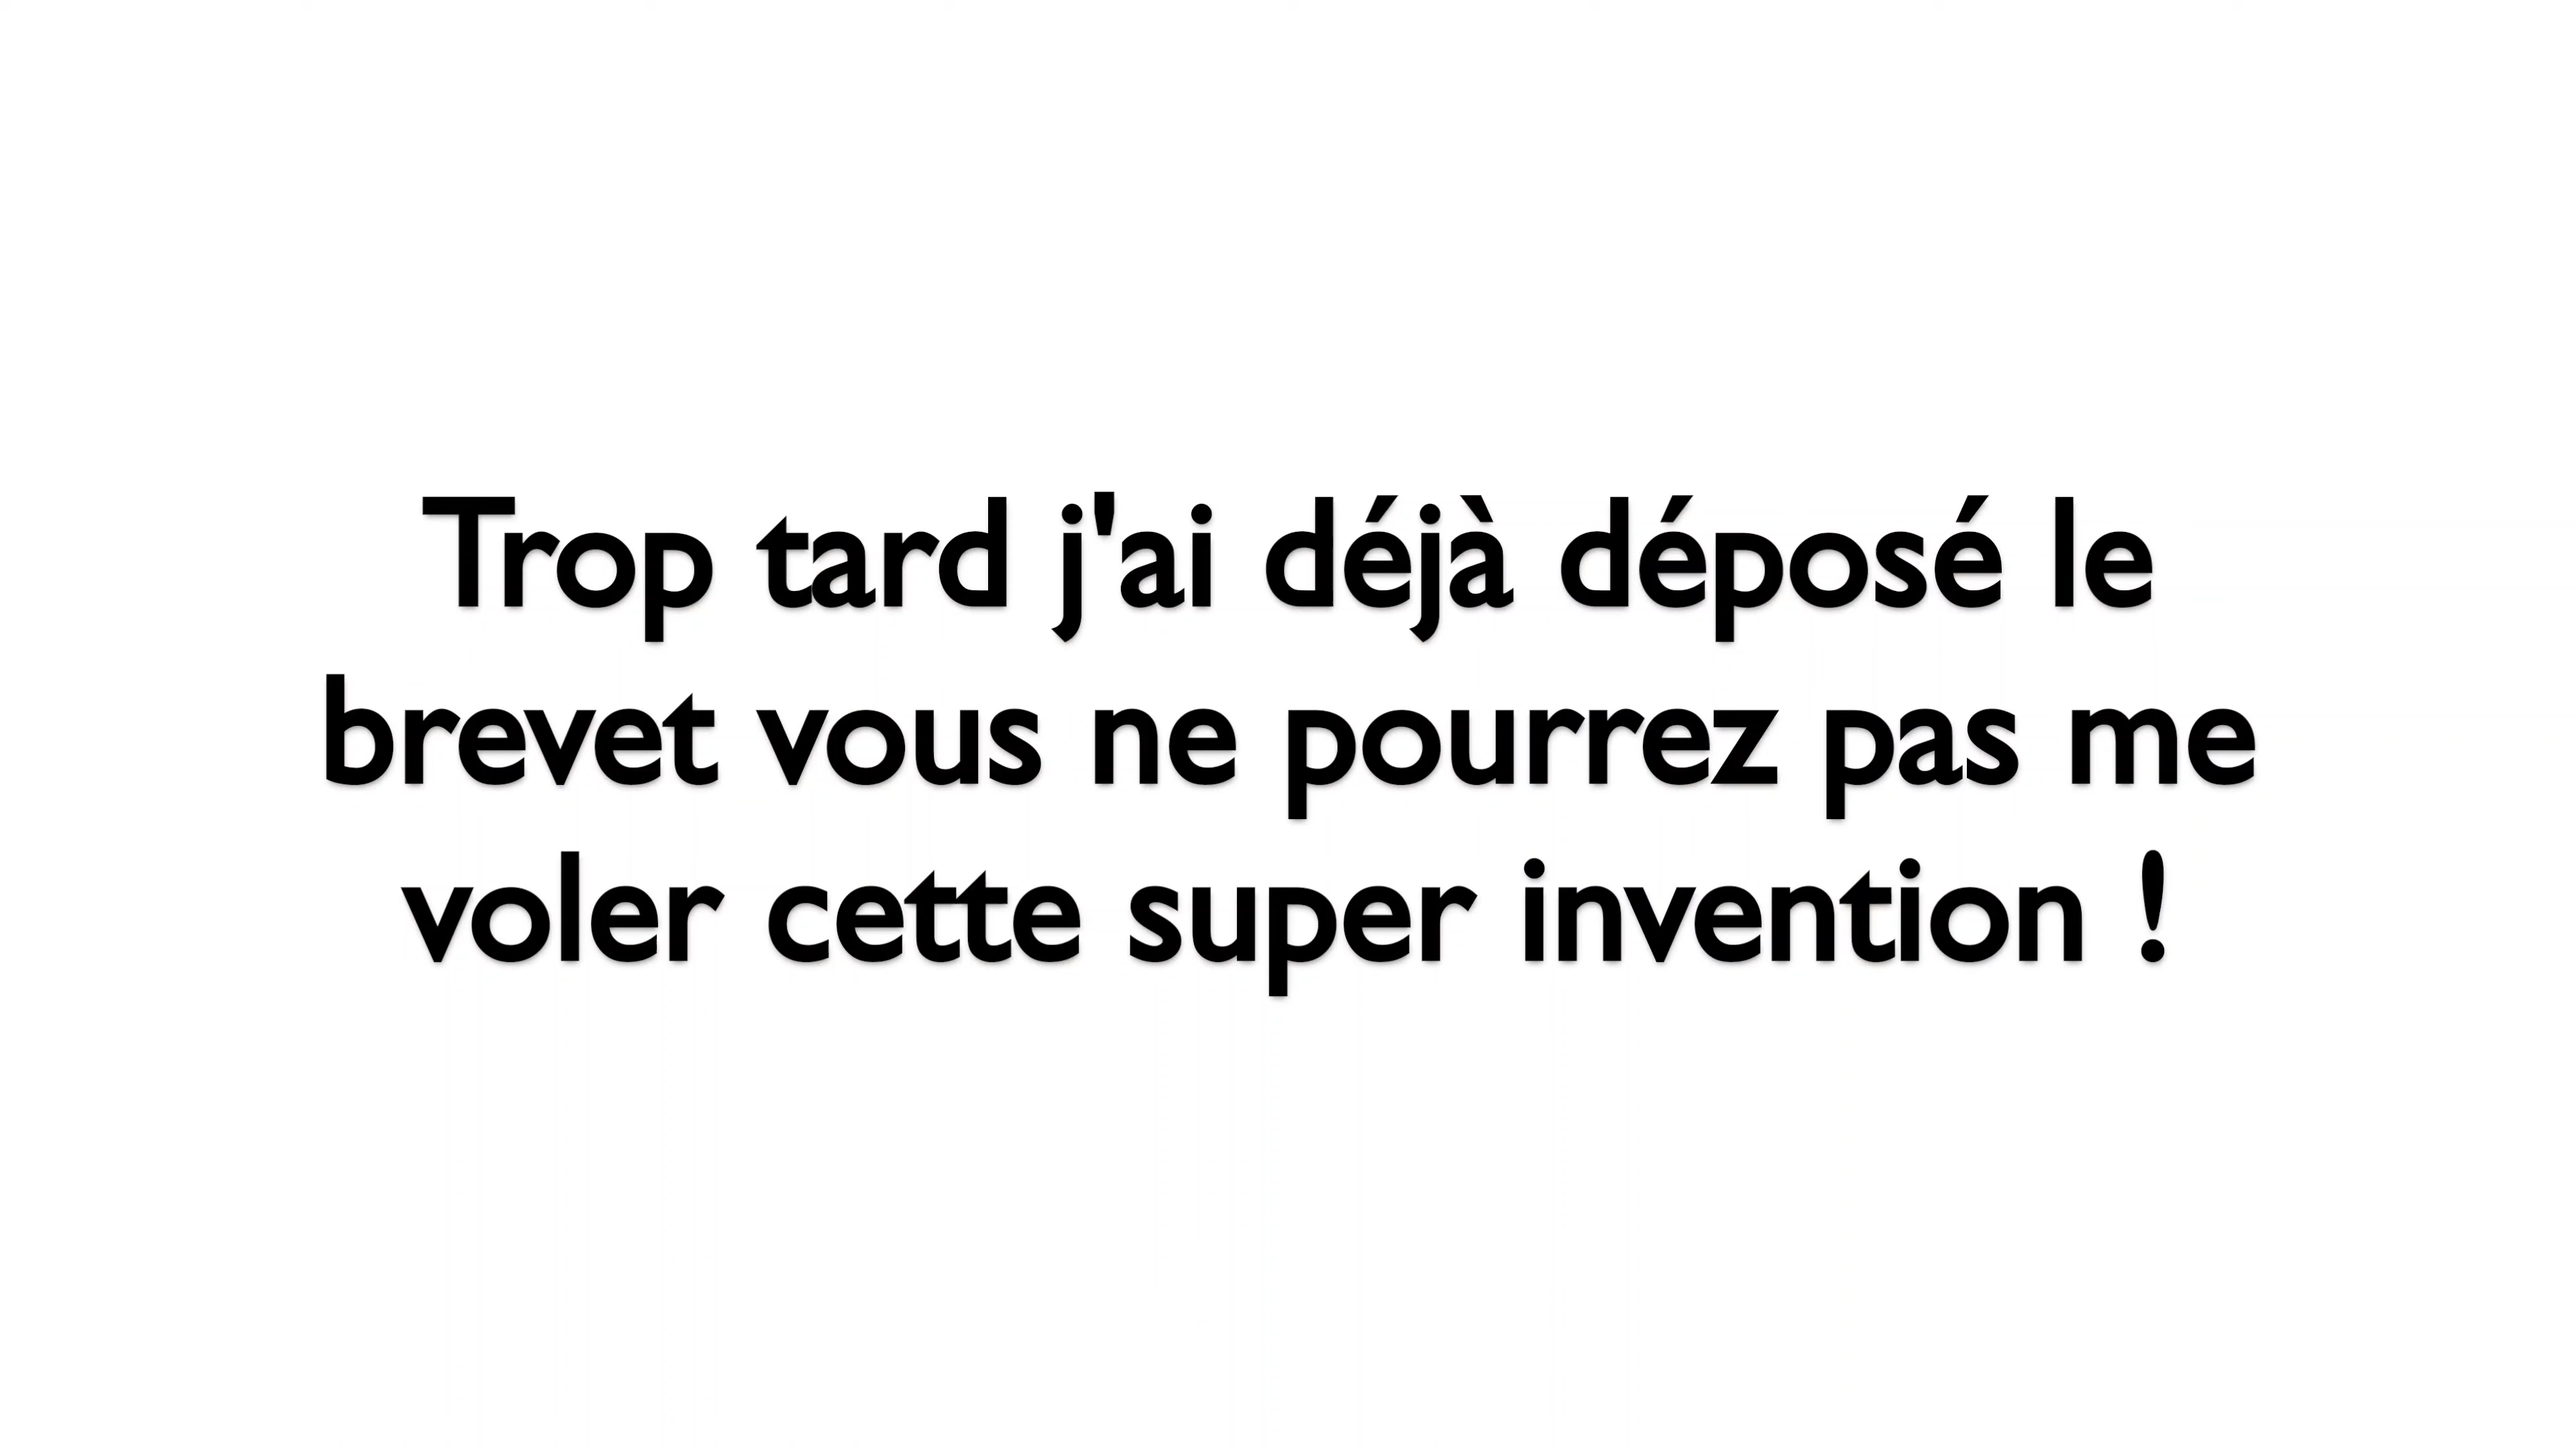 Trop tard j'ai déjà déposé le
brevet vous ne pourrez pas me
voler cette super invention !